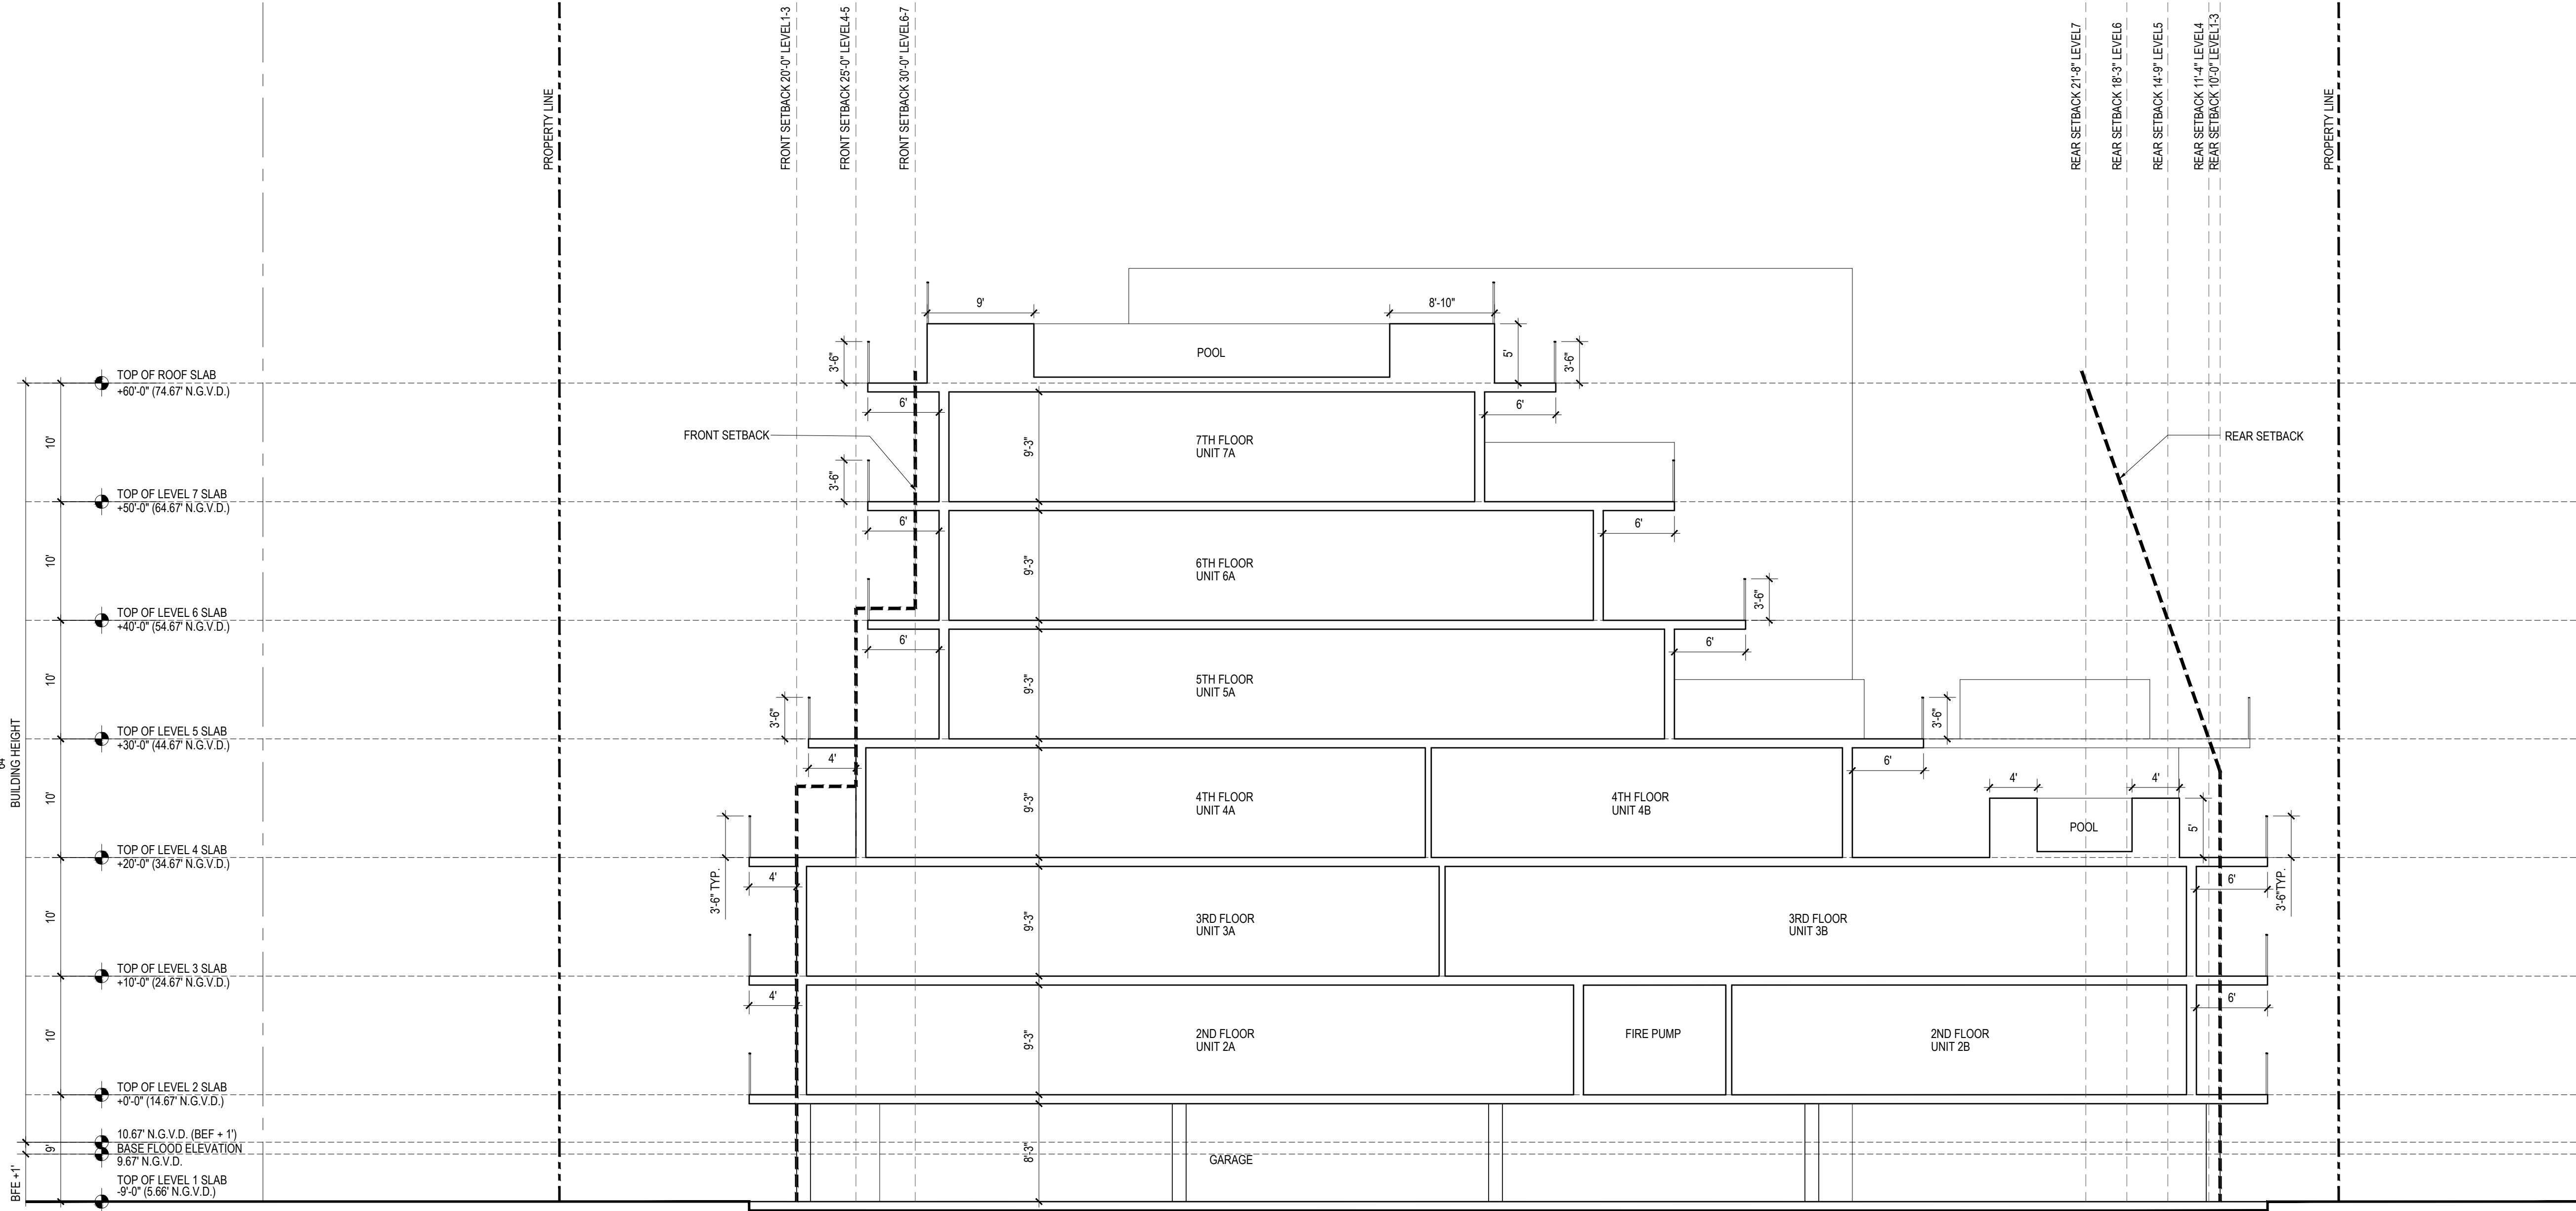 FRONT SETBACK 20'-0" LEVEL1-3
FRONT SETBACK 25'-0" LEVEL4-5
FRONT SETBACK 30'-0" LEVEL6-7
REAR SETBACK 21'-8" LEVEL7
REAR SETBACK 18'-3" LEVEL6
REAR SETBACK 14'-9" LEVEL5
REAR SETBACK 11'-4" LEVEL4
REAR SETBACK 10'-0" LEVEL1-3
PROPERTY LINE
PROPERTY LINE
9'
8'-10"
POOL
5'
3'-6"
3'-6"
TOP OF ROOF SLAB
+60'-0" (74.67' N.G.V.D.)
6'
6'
10'
FRONT SETBACK
9'-3"
7TH FLOOR
UNIT 7A
REAR SETBACK
3'-6"
TOP OF LEVEL 7 SLAB
+50'-0" (64.67' N.G.V.D.)
6'
6'
10'
9'-3"
6TH FLOOR
UNIT 6A
3'-6"
TOP OF LEVEL 6 SLAB
+40'-0" (54.67' N.G.V.D.)
6'
6'
10'
9'-3"
5TH FLOOR
UNIT 5A
3'-6"
3'-6"
TOP OF LEVEL 5 SLAB
+30'-0" (44.67' N.G.V.D.)
4'
6'
BUILDING HEIGHT
10'
9'-3"
4TH FLOOR
UNIT 4A
4TH FLOOR
UNIT 4B
4'
4'
POOL
5'
TOP OF LEVEL 4 SLAB
+20'-0" (34.67' N.G.V.D.)
3'-6" TYP.
4'
6'
3'-6"TYP.
10'
9'-3"
3RD FLOOR
UNIT 3A
3RD FLOOR
UNIT 3B
TOP OF LEVEL 3 SLAB
+10'-0" (24.67' N.G.V.D.)
4'
6'
10'
9'-3"
2ND FLOOR
UNIT 2A
FIRE PUMP
2ND FLOOR
UNIT 2B
TOP OF LEVEL 2 SLAB
+0'-0" (14.67' N.G.V.D.)
10.67' N.G.V.D. (BEF + 1')
BASE FLOOD ELEVATION
9.67' N.G.V.D.
9'
8'-3"
GARAGE
BFE +1'
TOP OF LEVEL 1 SLAB
-9'-0" (5.66' N.G.V.D.)